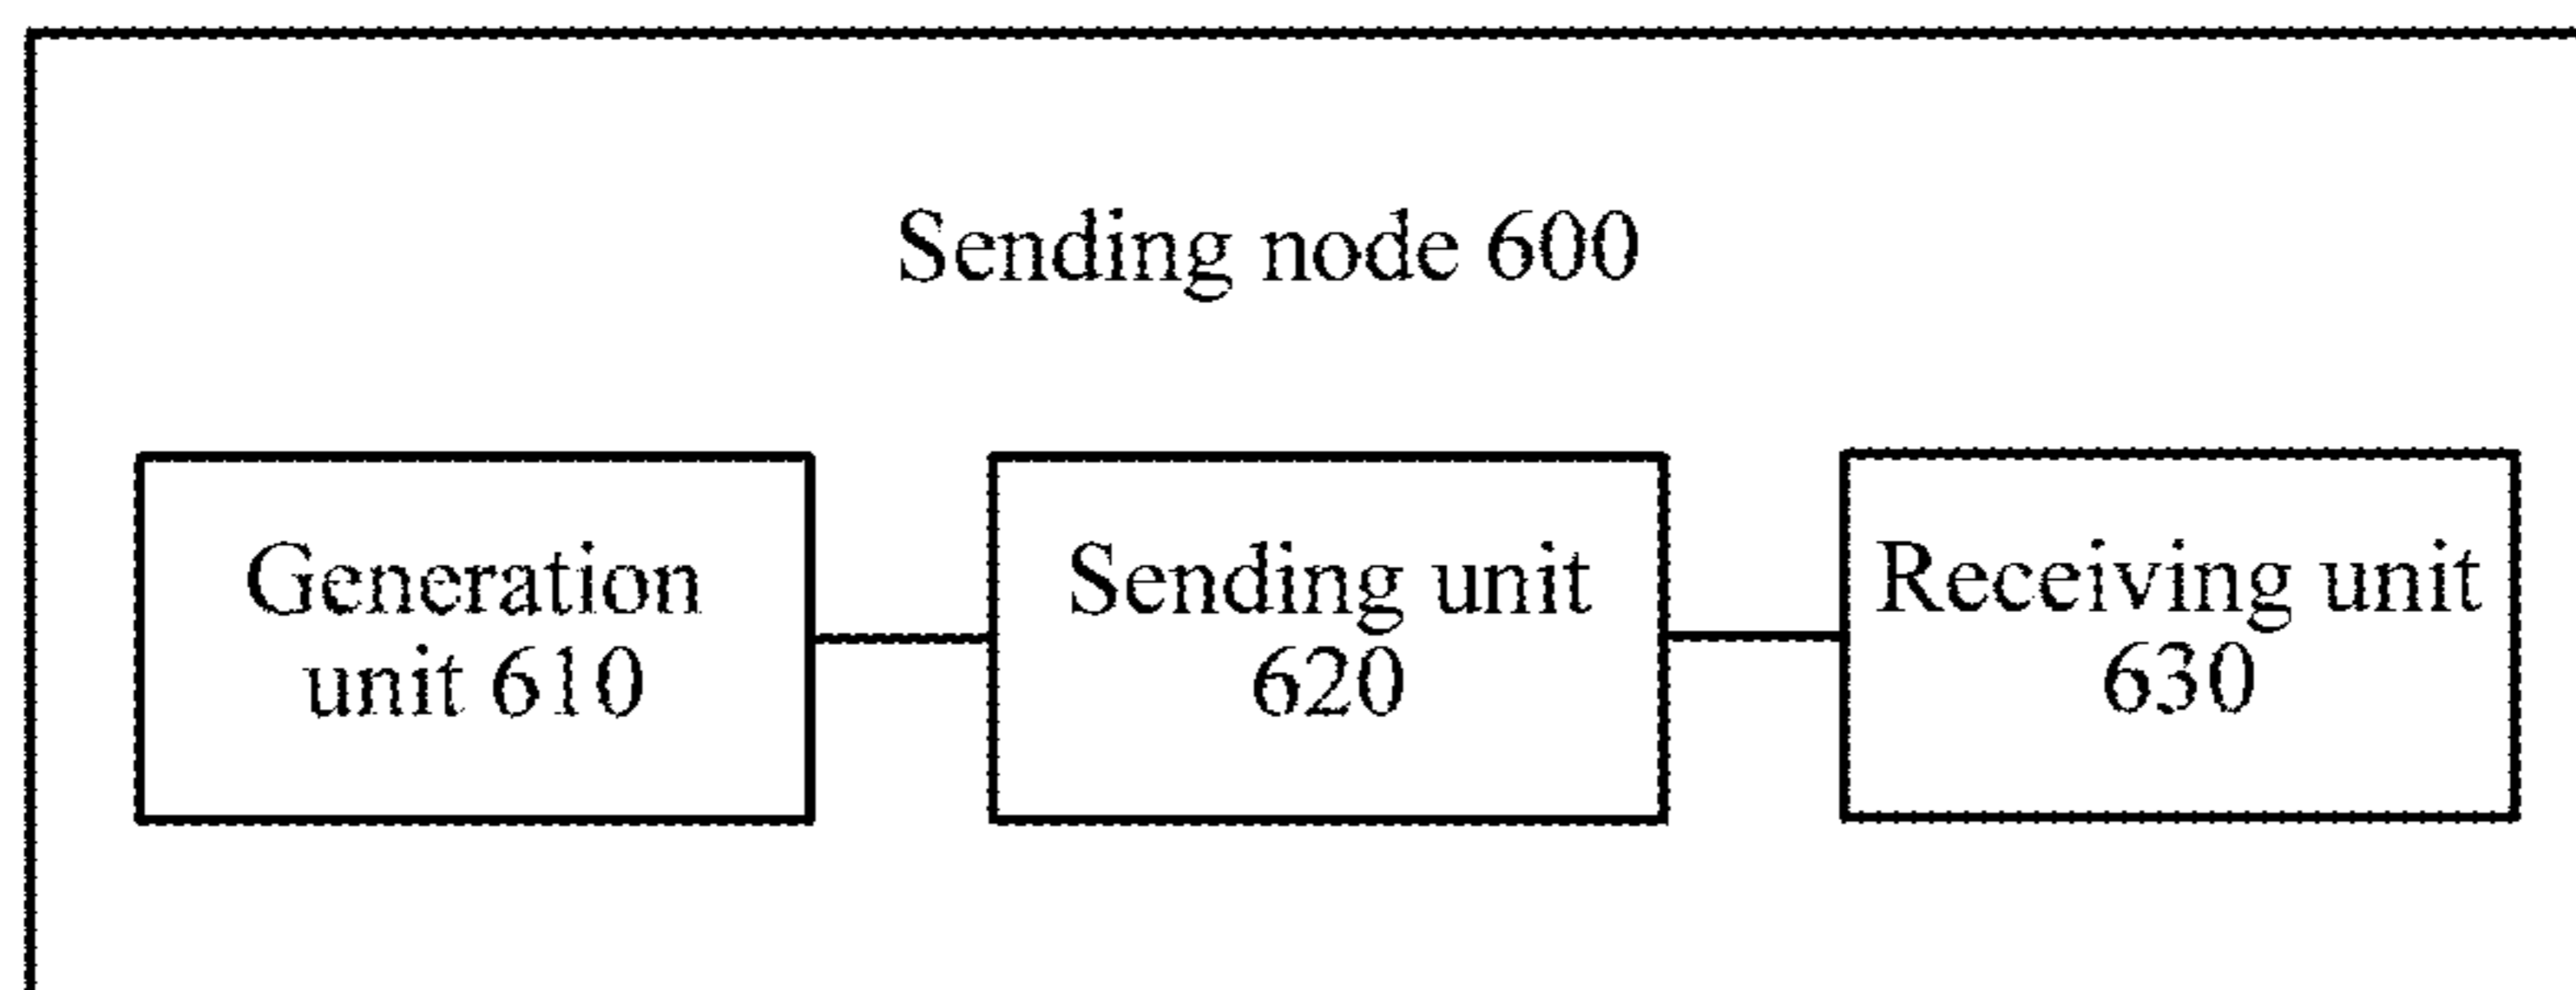 Sending node 600
Generation
unit 610
Sending unit
620
Receiving unit
630